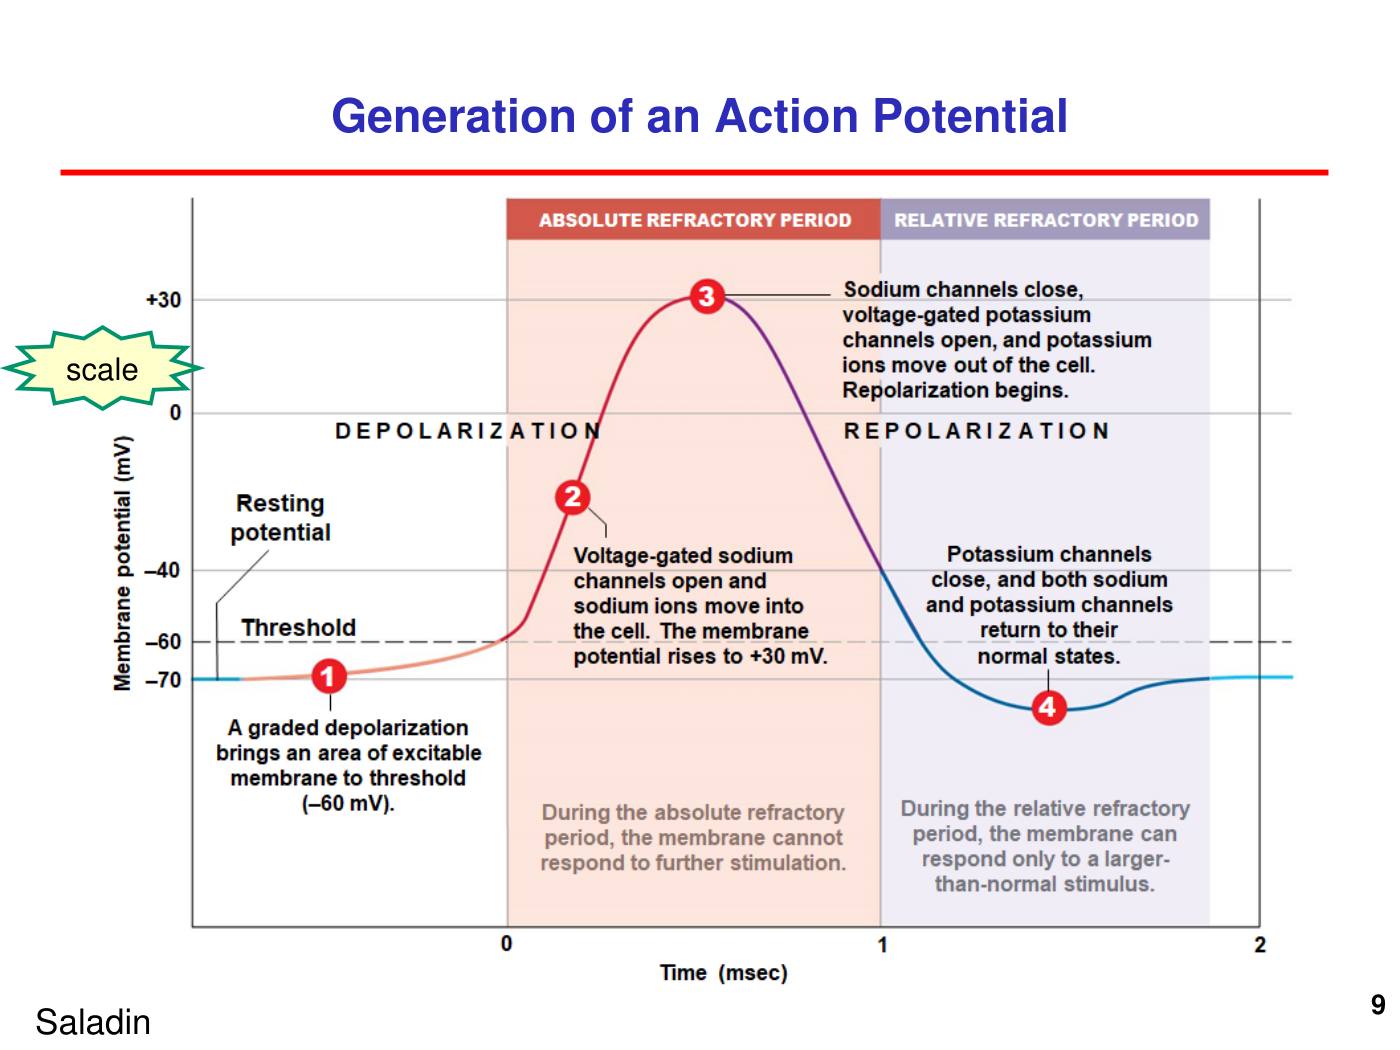 Generation of an Action Potential
ABSOLUTE REFRACTORY PERIOD
RELATIVE REFRACTORY PERIOD
+30
3
Sodium channels close,
voltage-gated potassium
channels open, and potassium
ions move out of the cell.
Repolarization begins.
scale
0
DEPOLARIZATION
REPOLARIZATION
Membrane potential (mV)
Resting
potential
2
Voltage-gated sodium
channels open and
sodium ions move into
the cell. The membrane
potential rises to +30 mV.
Potassium channels
close, and both sodium
and potassium channels
return to their
normal states.
–40
Threshold
–60
–70
1
4
A graded depolarization
brings an area of excitable
membrane to threshold
(–60 mV).
During the absolute refractory
period, the membrane cannot
respond to further stimulation.
During the relative refractory
period, the membrane can
respond only to a larger-
than-normal stimulus.
0
1
2
Time (msec)
Saladin
9